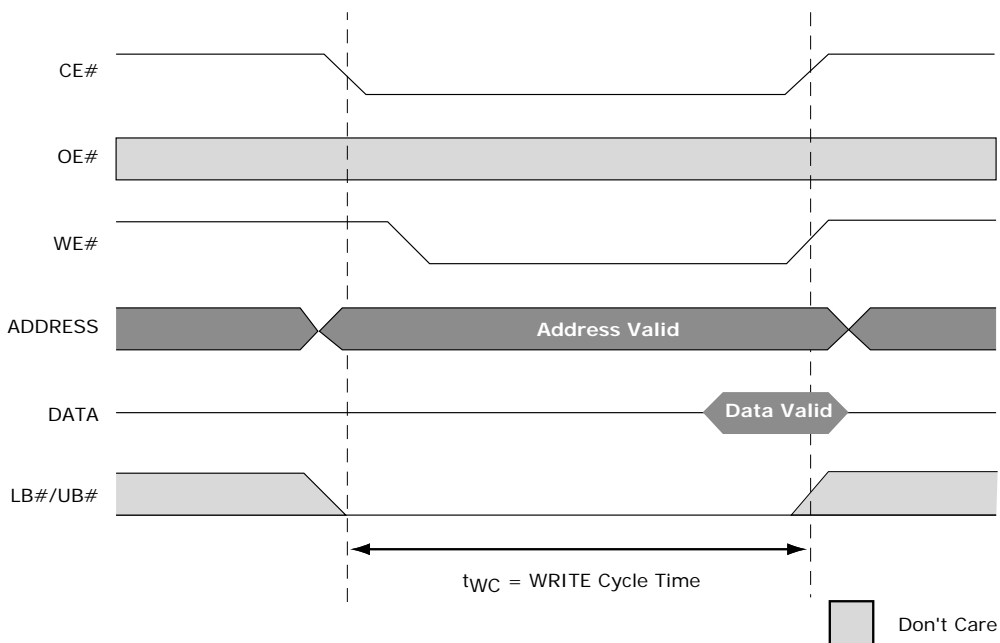 CE#
OE#
WE#
ADDRESS
Address Valid
DATA
Data Valid
LB#/UB#
tWC = WRITE Cycle Time
Don't Care